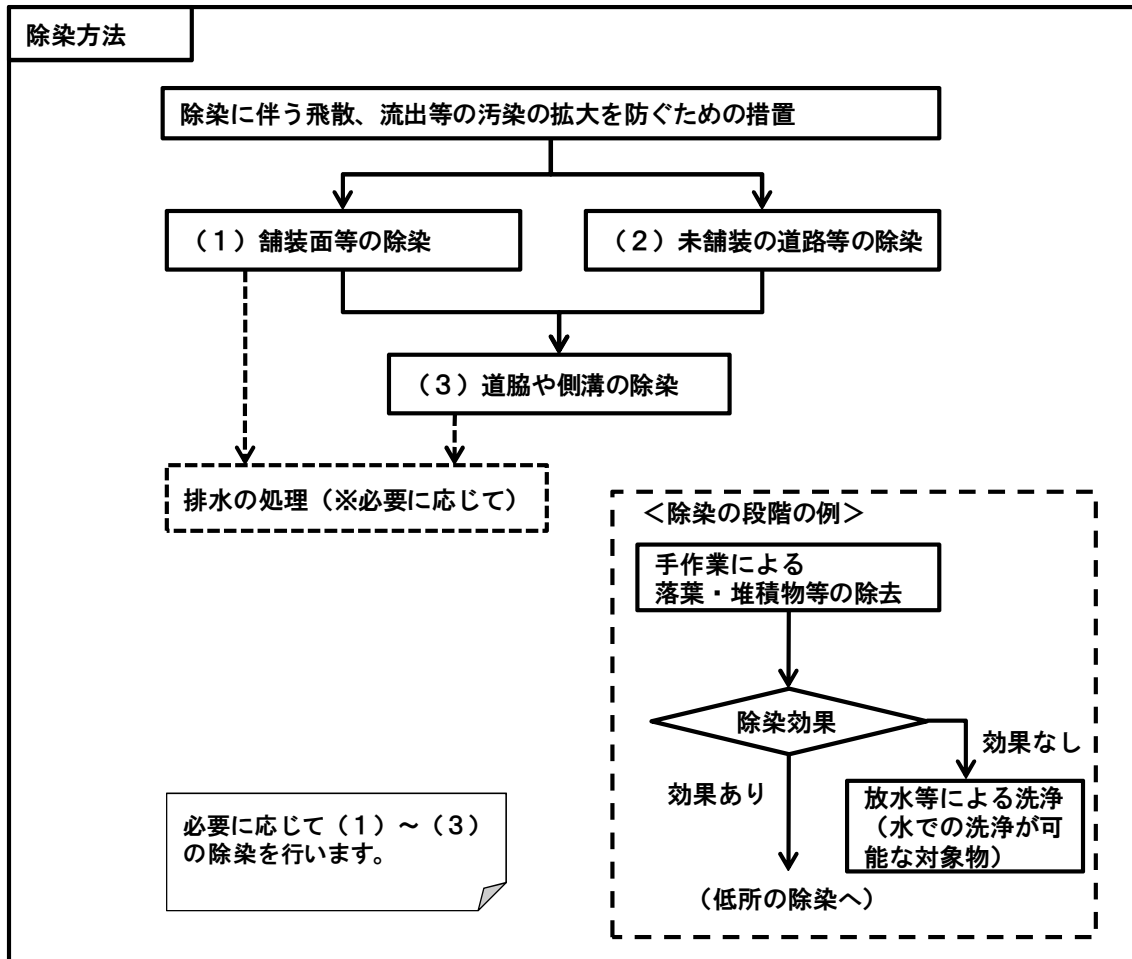 除染方法
除染に伴う飛散、流出等の汚染の拡大を防ぐための措置
（１）舗装面等の除染
（２）未舗装の道路等の除染
（３）道脇や側溝の除染
排水の処理（※必要に応じて）
＜除染の段階の例＞
手作業による
落葉・堆積物等の除去
除染効果
効果なし
効果あり
放水等による洗浄
（水での洗浄が可
能な対象物）
（低所の除染へ）
必要に応じて（１）～（３）
の除染を行います。